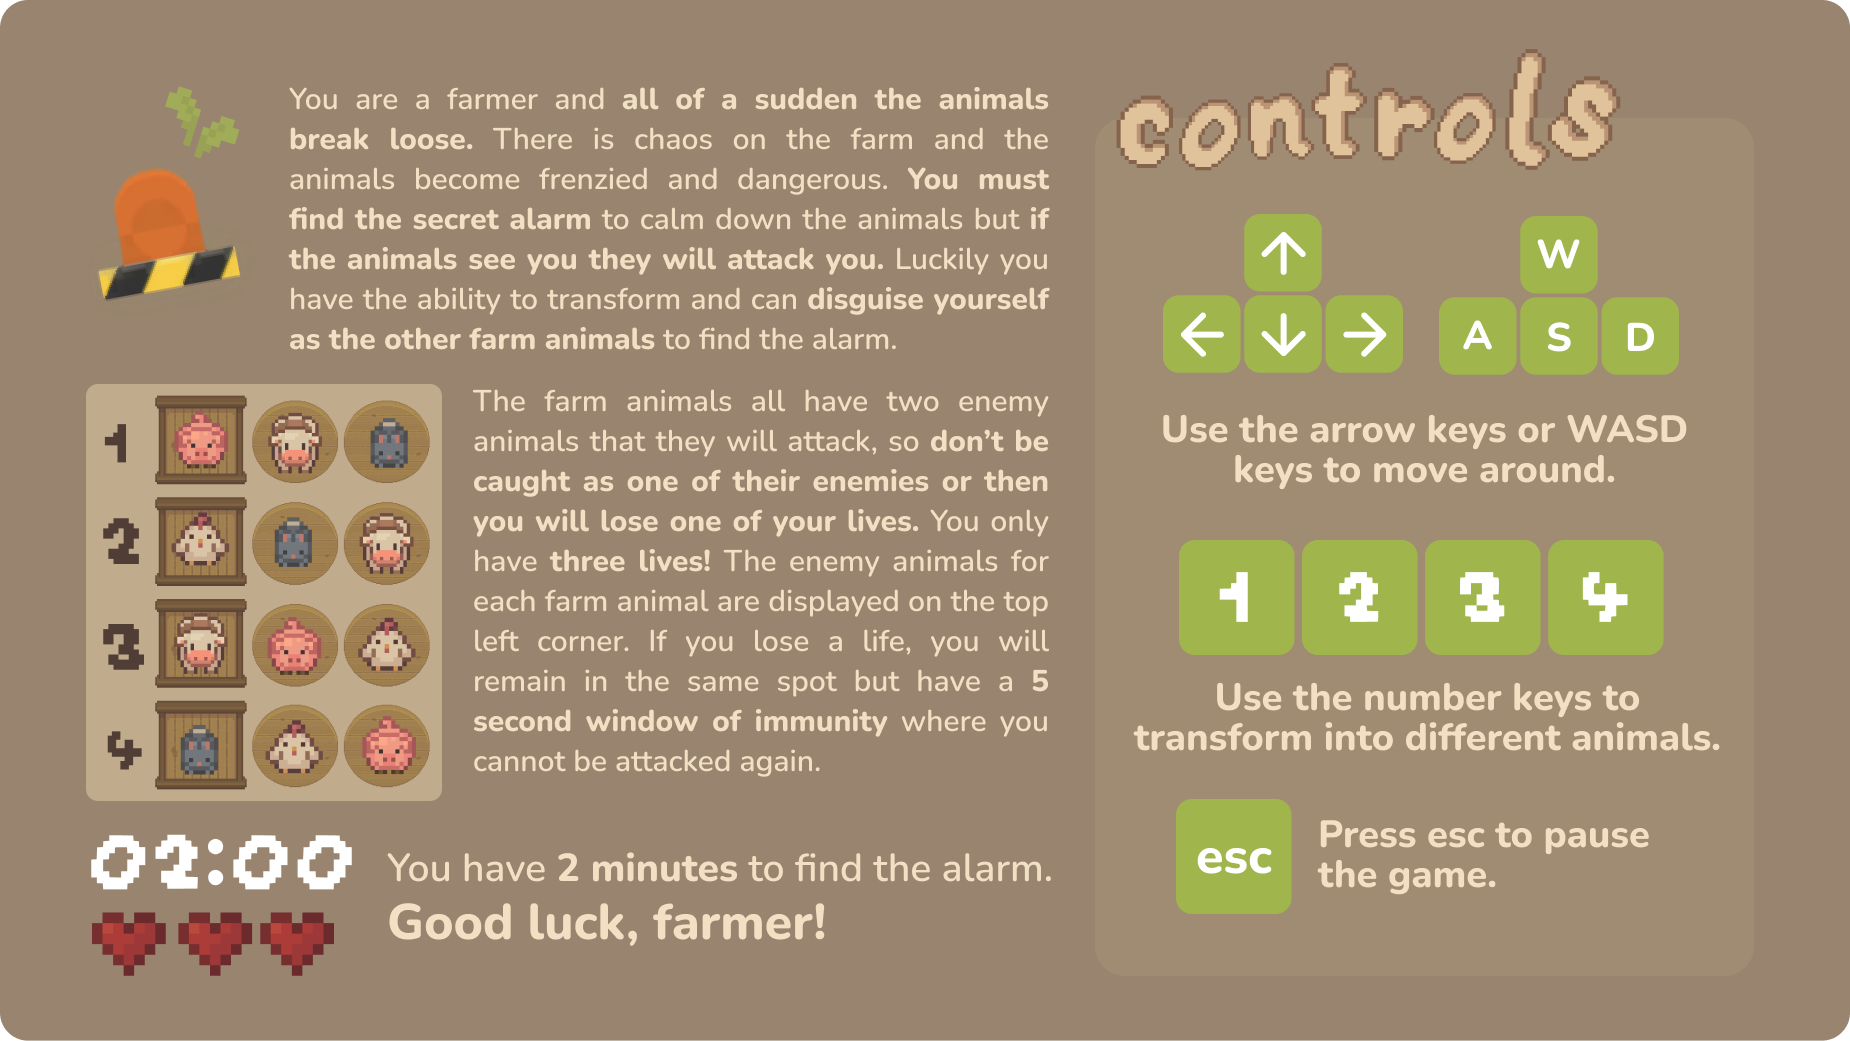 You are a farmer and all of a sudden the animals
break loose. There is chaos on the farm and the
animals become frenzied and dangerous. You must
find the secret alarm to calm down the animals but if
the animals see you they will attack you. Luckily you
have the ability to transform and can disguise yourself
as the other farm animals to find the alarm.
1
2
3
4
The farm animals all have two enemy
animals that they will attack, so don’t be
caught as one of their enemies or then
you will lose one of your lives. You only
have three lives! The enemy animals for
each farm animal are displayed on the top
left corner. If you lose a life, you will
remain in the same spot but have a 5
second window of immunity where you
cannot be attacked again.
02:00
You have 2 minutes to find the alarm.
Good luck, farmer!
controls
W
A S D
Use the arrow keys or WASD
keys to move around.
1 2 3 4
Use the number keys to
transform into different animals.
esc
Press esc to pause
the game.